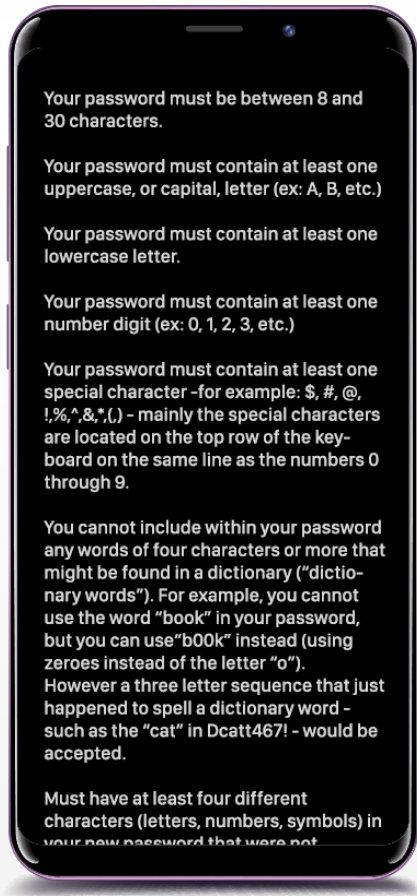 Your password must be between 8 and
30 characters.
Your password must contain at least one
uppercase, or capital, letter (ex: A, B, etc.)
Your password must contain at least one
lowercase letter.
Your password must contain at least one
number digit (ex: 0, 1, 2, 3, etc.)
Your password must contain at least one
special character -for example: $, #, @,
!,%,^,&,*,(,) - mainly the special characters
are located on the top row of the key-
board on the same line as the numbers 0
through 9.
You cannot include within your password
any words of four characters or more that
might be found in a dictionary (“dictio-
nary words”). For example, you cannot
use the word “book” in your password,
but you can use”b00k” instead (using
zeroes instead of the letter “o”).
However a three letter sequence that just
happened to spell a dictionary word -
such as the “cat” in Dcatt467! - would be
accepted.
Must have at least four different
characters (letters, numbers, symbols) in
your new password that were not